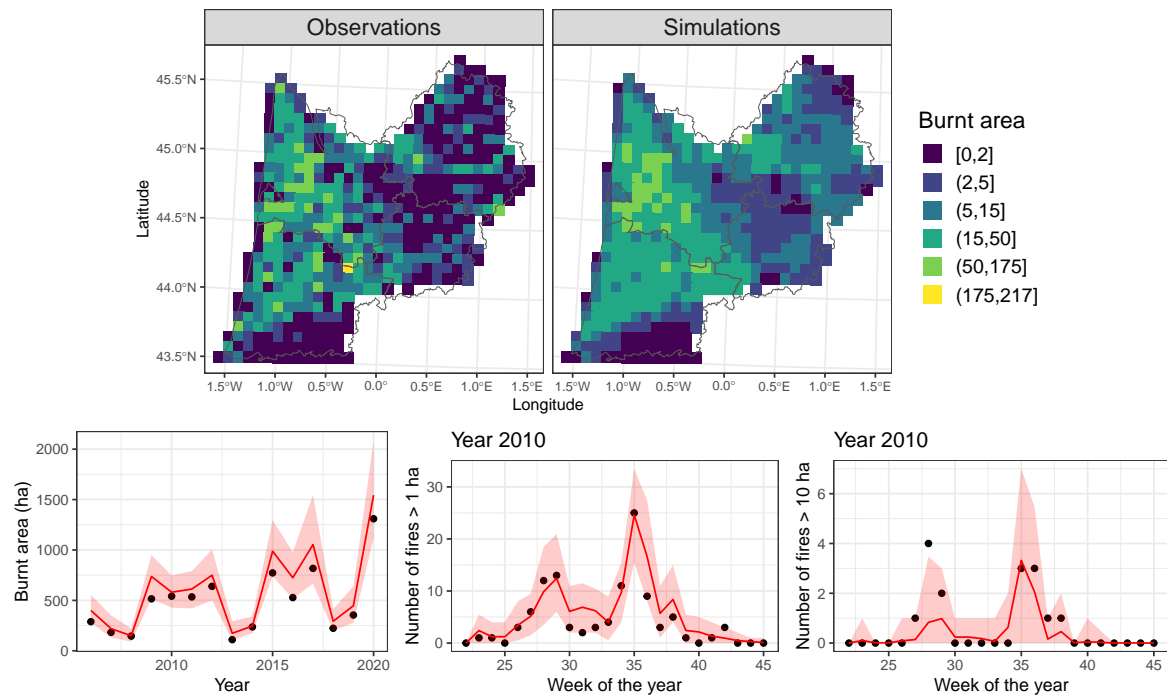 Observations
Simulations
Latitude
45.5°N
45.0°N
44.5°N
44.0°N
43.5°N
1.5°W 1.0°W 0.5°W 0.0° 0.5°E 1.0°E 1.5°E
1.5°W 1.0°W 0.5°W 0.0° 0.5°E 1.0°E 1.5°E
Longitude
Burnt area
[0,2]
(2,5]
(5,15]
(15,50]
(50,175]
(175,217]
Burnt area (ha)
2000
1500
1000
500
0
2010 2015 2020
Year
Year 2010
Number of fires > 1 ha
30
20
10
0
25 30 35 40 45
Week of the year
Year 2010
Number of fires > 10 ha
6
4
2
0
25 30 35 40 45
Week of the year